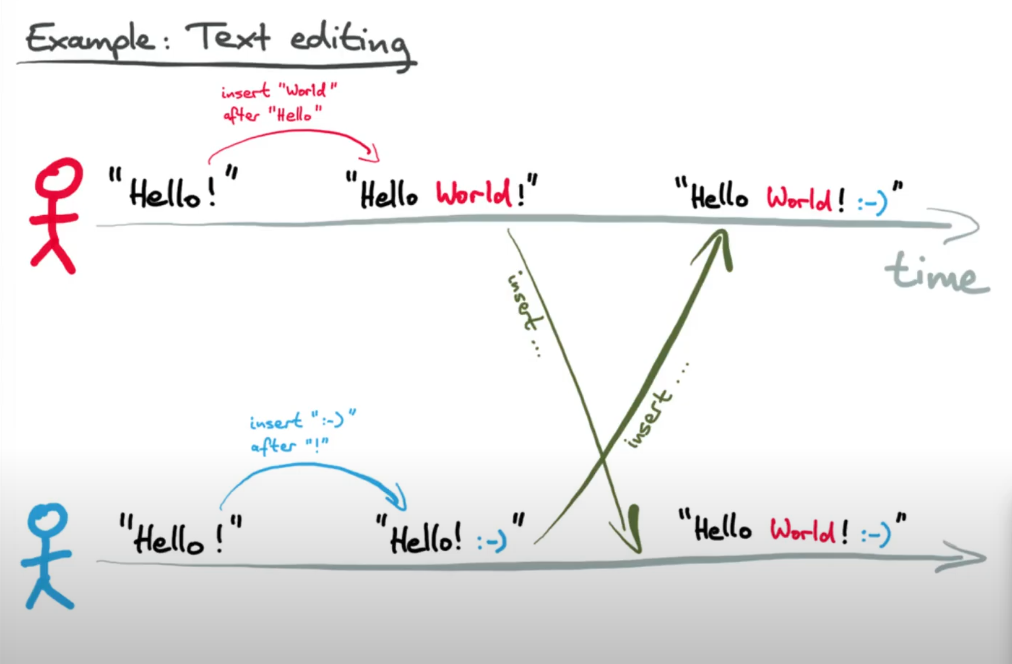 Example: Text editing
insert "World"
after "Hello"
"Hello!"
"Hello World!"
"Hello World! :-)"
time
insert ...
insert ....
insert ":-)"
after "!"
"Hello!"
"Hello! :-)"
"Hello World! :-)"